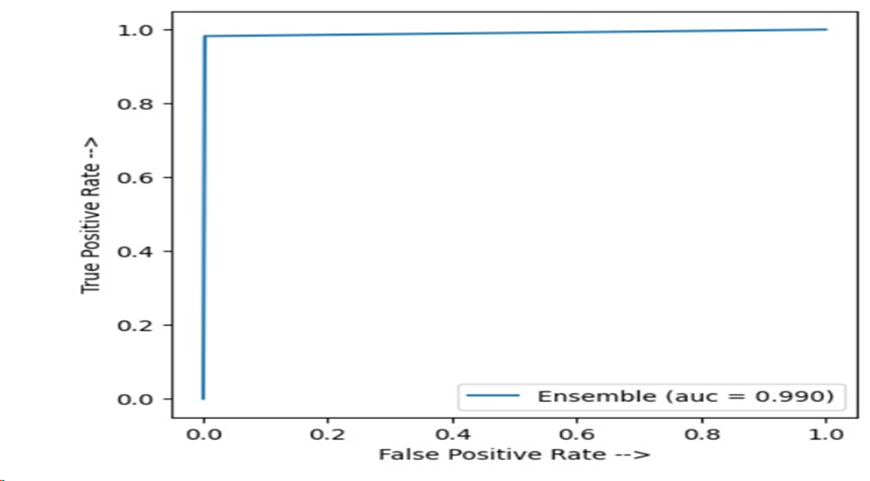 True Positive Rate -->
1.0
0.8
0.6
0.4
0.2
0.0
Ensemble (auc = 0.990)
0.0 0.2 0.4 0.6 0.8 1.0
False Positive Rate -->